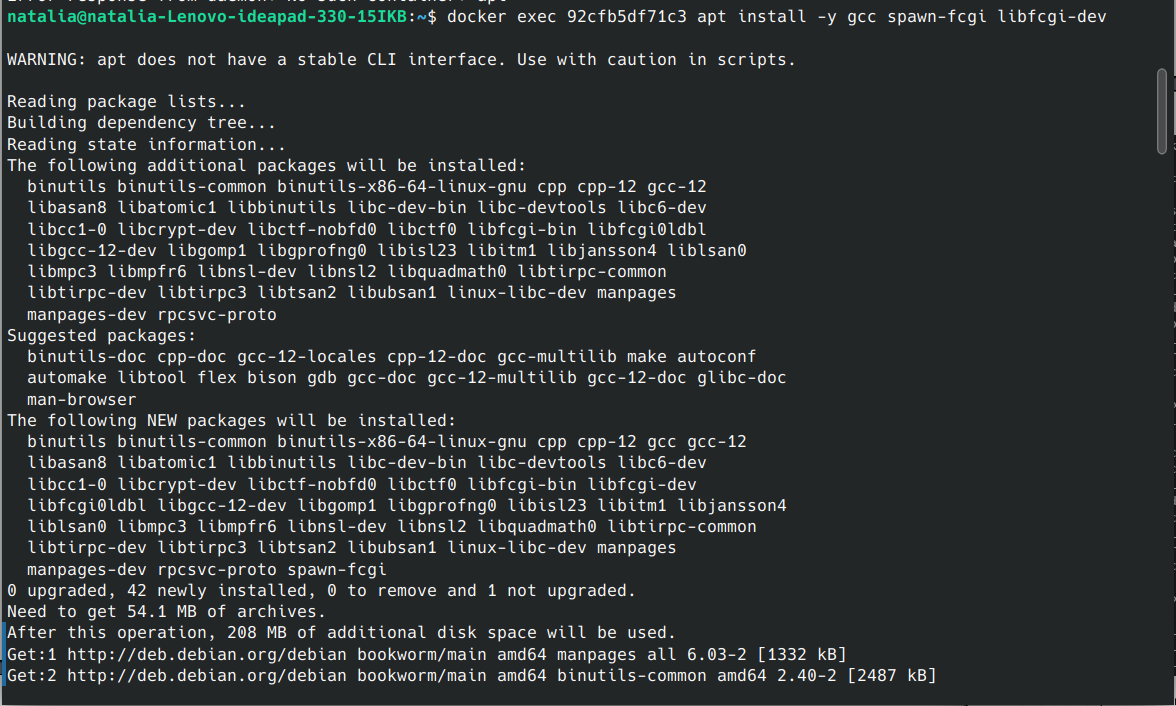 natalia@natalia-Lenovo-ideapad-330-15IKB:~$ docker exec 92cfb5df71c3 apt install -y gcc spawn-fcgi libfcgi-dev
WARNING: apt does not have a stable CLI interface. Use with caution in scripts.
Reading package lists...
Building dependency tree...
Reading state information...
The following additional packages will be installed:
  binutils binutils-common binutils-x86-64-linux-gnu cpp cpp-12 gcc-12
  libasan8 libatomic1 libbinutils libc-dev-bin libc-devtools libc6-dev
  libcc1-0 libcrypt-dev libctf-nobfd0 libctf0 libfcgi-bin libfcgi0ldbl
  libgcc-12-dev libgomp1 libgprofng0 libisl23 libitm1 libjansson4 liblsan0
  libmpc3 libmpfr6 libnsl-dev libnsl2 libquadmath0 libtirpc-common
  libtirpc-dev libtirpc3 libtsan2 libubsan1 linux-libc-dev manpages
  manpages-dev rpcsvc-proto
Suggested packages:
  binutils-doc cpp-doc gcc-12-locales cpp-12-doc gcc-multilib make autoconf
  automake libtool flex bison gdb gcc-doc gcc-12-multilib gcc-12-doc glibc-doc
  man-browser
The following NEW packages will be installed:
  binutils binutils-common binutils-x86-64-linux-gnu cpp cpp-12 gcc gcc-12
  libasan8 libatomic1 libbinutils libc-dev-bin libc-devtools libc6-dev
  libcc1-0 libcrypt-dev libctf-nobfd0 libctf0 libfcgi-bin libfcgi-dev
  libfcgi0ldbl libgcc-12-dev libgomp1 libgprofng0 libisl23 libitm1 libjansson4
  liblsan0 libmpc3 libmpfr6 libnsl-dev libnsl2 libquadmath0 libtirpc-common
  libtirpc-dev libtirpc3 libtsan2 libubsan1 linux-libc-dev manpages
  manpages-dev rpcsvc-proto spawn-fcgi
0 upgraded, 42 newly installed, 0 to remove and 1 not upgraded.
Need to get 54.1 MB of archives.
After this operation, 208 MB of additional disk space will be used.
Get:1 http://deb.debian.org/debian bookworm/main amd64 manpages all 6.03-2 [1332 kB]
Get:2 http://deb.debian.org/debian bookworm/main amd64 binutils-common amd64 2.40-2 [2487 kB]